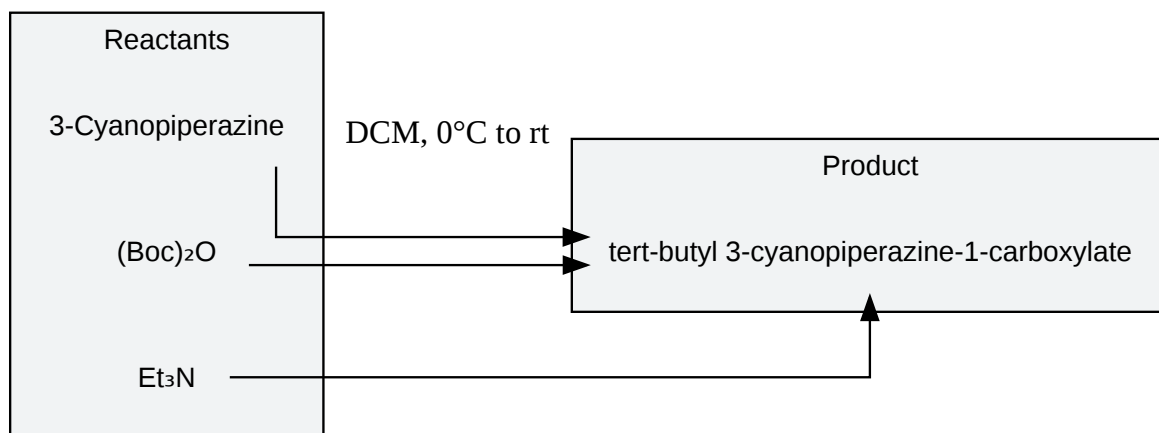 Reactants
3-Cyanopiperazine
DCM, 0°C to rt
Product
(Boc)₂O
tert-butyl 3-cyanopiperazine-1-carboxylate
Et₃N